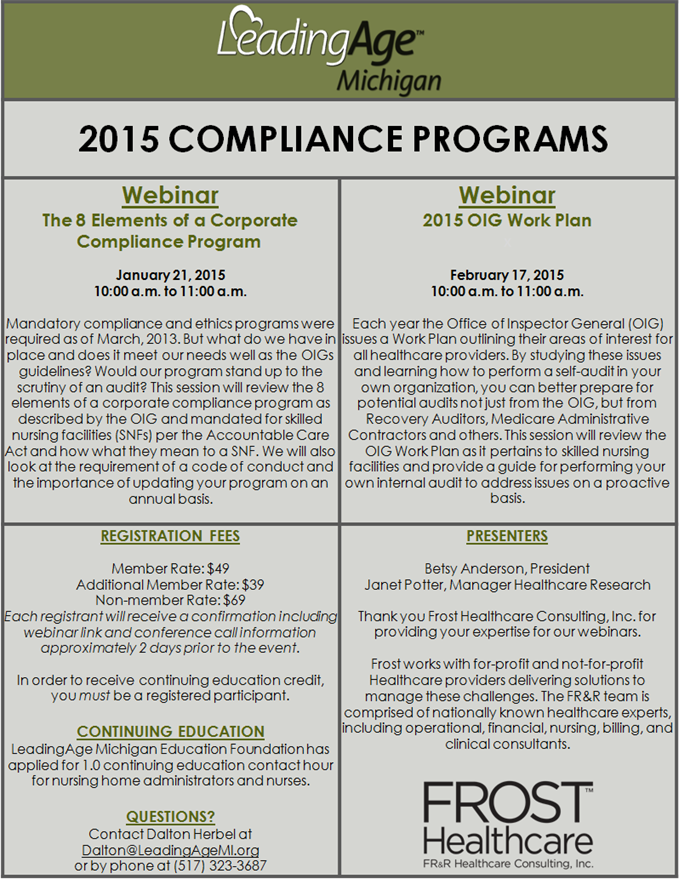 LeadingAge™
Michigan
2015 COMPLIANCE PROGRAMS
Webinar
The 8 Elements of a Corporate
Compliance Program
January 21, 2015
10:00 a.m. to 11:00 a.m.
Mandatory compliance and ethics programs were
required as of March, 2013. But what do we have in
place and does it meet our needs well as the OIGs
guidelines? Would our program stand up to the
scrutiny of an audit? This session will review the 8
elements of a corporate compliance program as
described by the OIG and mandated for skilled
nursing facilities (SNFs) per the Accountable Care
Act and how what they mean to a SNF. We will also
look at the requirement of a code of conduct and
the importance of updating your program on an
annual basis.
Webinar
2015 OIG Work Plan
February 17, 2015
10:00 a.m. to 11:00 a.m.
Each year the Office of Inspector General (OIG)
issues a Work Plan outlining their areas of interest for
all healthcare providers. By studying these issues
and learning how to perform a self-audit in your
own organization, you can better prepare for
potential audits not just from the OIG, but from
Recovery Auditors, Medicare Administrative
Contractors and others. This session will review the
OIG Work Plan as it pertains to skilled nursing
facilities and provide a guide for performing your
own internal audit to address issues on a proactive
basis.
REGISTRATION FEES
Member Rate: $49
Additional Member Rate: $39
Non-member Rate: $69
Each registrant will receive a confirmation including
webinar link and conference call information
approximately 2 days prior to the event.
In order to receive continuing education credit,
you must be a registered participant.
CONTINUING EDUCATION
LeadingAge Michigan Education Foundation has
applied for 1.0 continuing education contact hour
for nursing home administrators and nurses.
QUESTIONS?
Contact Dalton Herbel at
Dalton@LeadingAgeMI.org
or by phone at (517) 323-3687
PRESENTERS
Betsy Anderson, President
Janet Potter, Manager Healthcare Research
Thank you Frost Healthcare Consulting, Inc. for
providing your expertise for our webinars.
Frost works with for-profit and not-for-profit
Healthcare providers delivering solutions to
manage these challenges. The FR&R team is
comprised of nationally known healthcare experts,
including operational, financial, nursing, billing, and
clinical consultants.
FROST™
Healthcare
FR&R Healthcare Consulting, Inc.